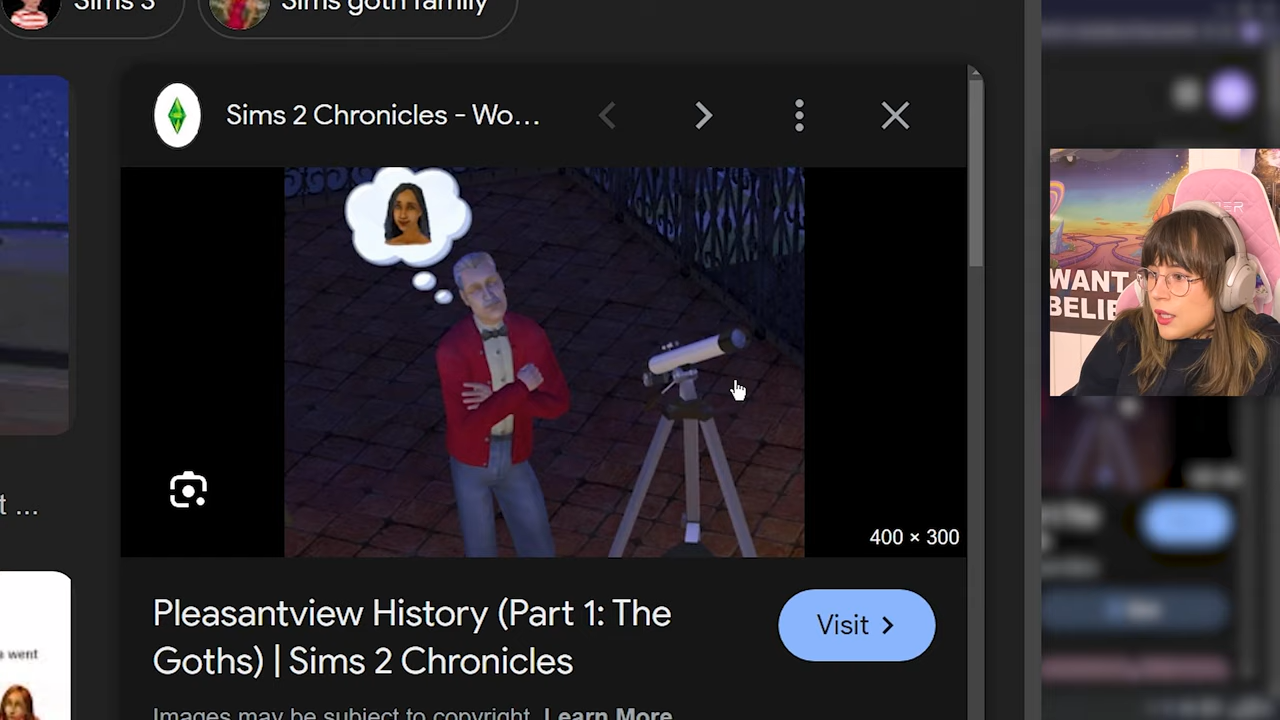 Sims 3
Sims goth family
Sims 2 Chronicles - Wo...
WANT
BELIE
400 × 300
t ...
Pleasantview History (Part 1: The
Goths) | Sims 2 Chronicles
Visit
went
Images may be subject to copyright. Learn More